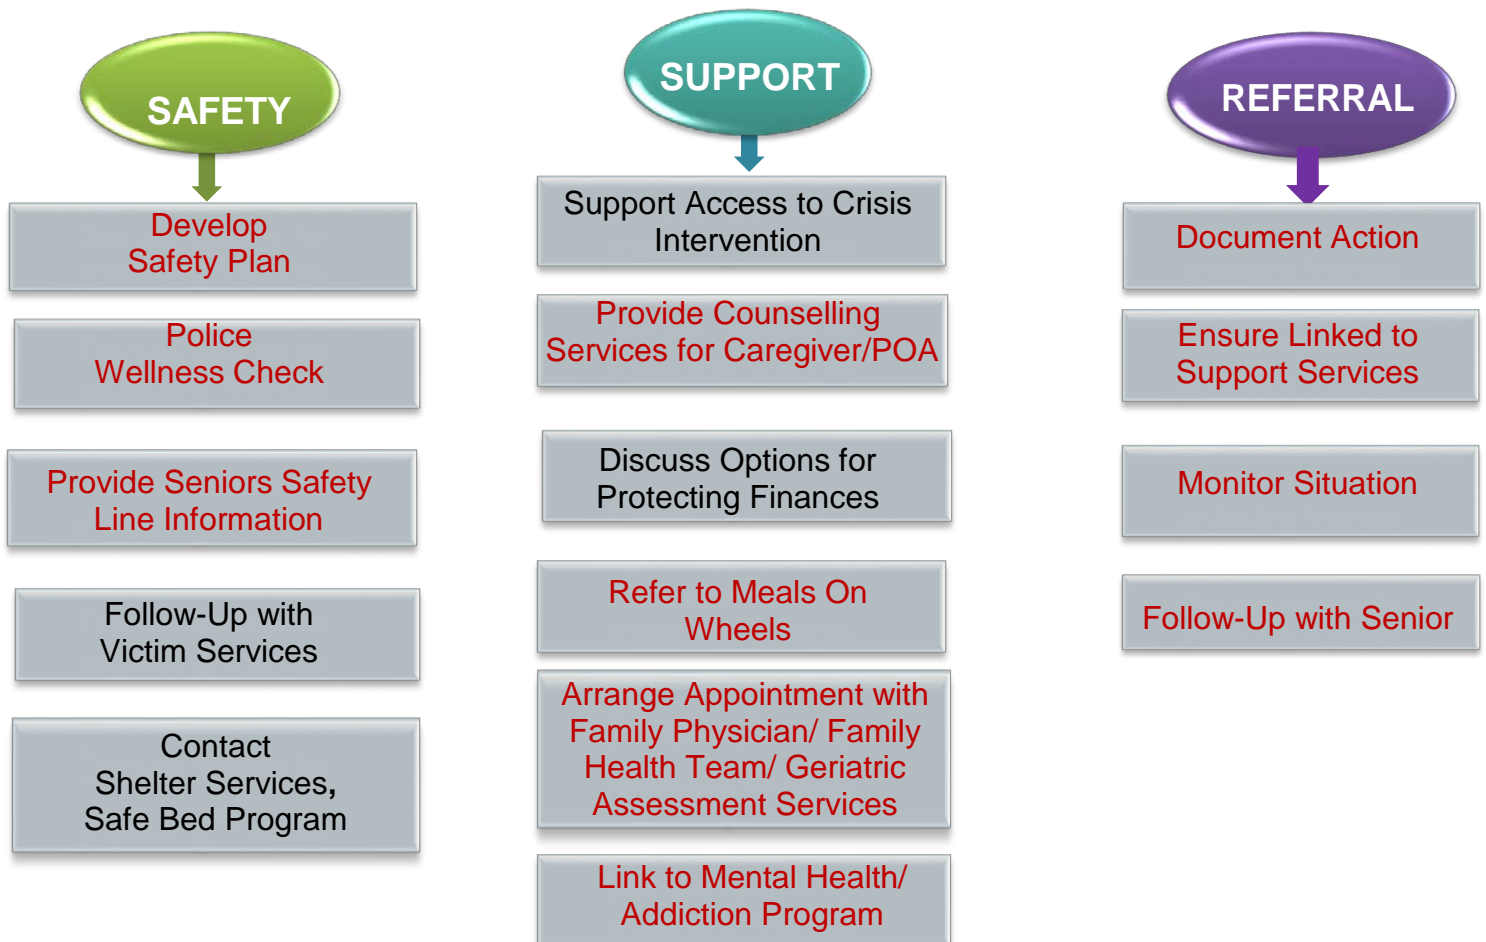 SAFETY
Develop
Safety Plan
Police
Wellness Check
Provide Seniors Safety
Line Information
Follow-Up with
Victim Services
Contact
Shelter Services,
Safe Bed Program
SUPPORT
Support Access to Crisis
Intervention
Provide Counselling
Services for Caregiver/POA
Discuss Options for
Protecting Finances
Refer to Meals On
Wheels
Arrange Appointment with
Family Physician/ Family
Health Team/ Geriatric
Assessment Services
Link to Mental Health/
Addiction Program
REFERRAL
Document Action
Ensure Linked to
Support Services
Monitor Situation
Follow-Up with Senior